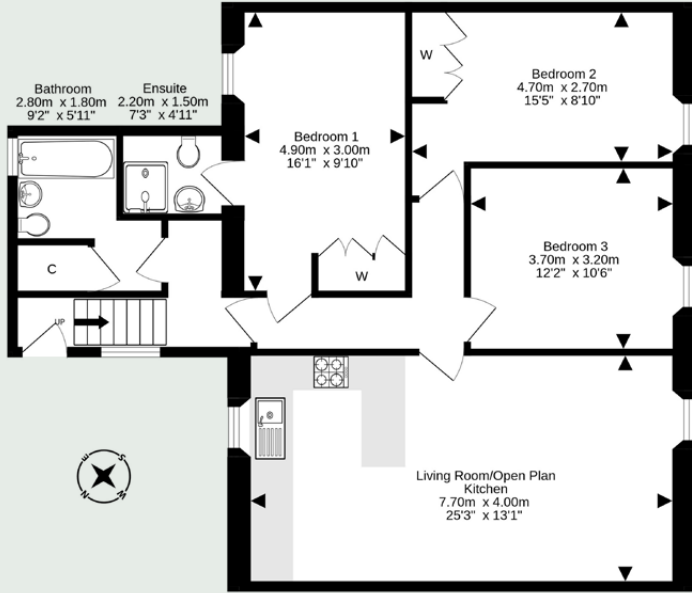 Bathroom
2.80m x 1.80m
9'2" x 5'11"
Ensuite
2.20m x 1.50m
7'3" x 4'11"
Bedroom 1
4.90m x 3.00m
16'1" x 9'10"
W
Bedroom 2
4.70m x 2.70m
15'5" x 8'10"
W
Bedroom 3
3.70m x 3.20m
12'2" x 10'6"
C
UP
Living Room/Open Plan
Kitchen
7.70m x 4.00m
25'3" x 13'1"
E
S
N
W